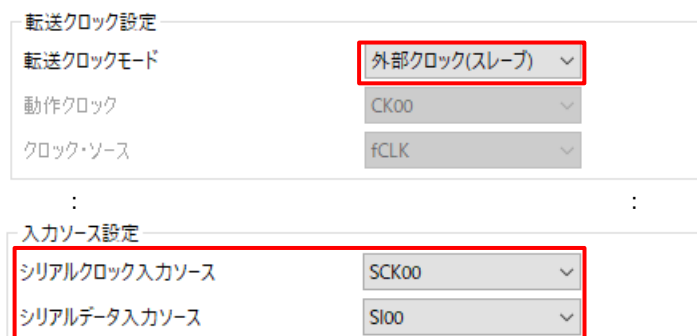 転送クロック設定
転送クロックモード 外部クロック(スレーブ)
動作クロック CK00
クロック・ソース fCLK
: :
入力ソース設定
シリアルクロック入力ソース SCK00
シリアルデータ入力ソース SI00